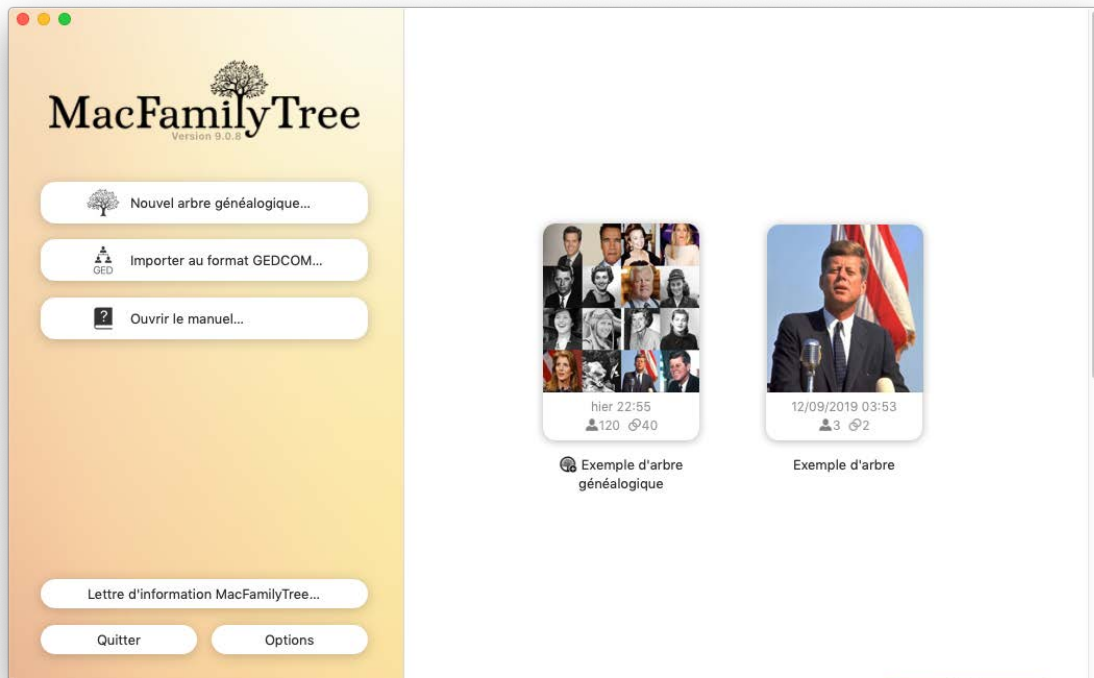 MacFamilyTree
Version 9.0.8
Nouvel arbre généalogique...
GED
Importer au format GEDCOM...
?
Ouvrir le manuel...
Lettre d'information MacFamilyTree...
Quitter
Options
hier 22:55
120 40
Exemple d'arbre
généalogique
12/09/2019 03:53
3 2
Exemple d'arbre